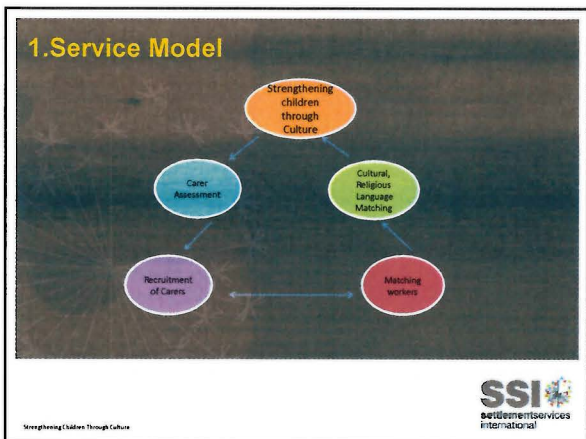 1.Service Model
Strengthening
children
through
Culture
Carer
Assessment
Cultural,
Religious
Language
Matching
Recruitment
of Carers
Matching
workers
Strengthening Children Through Culture
SSI
settlementservices
international